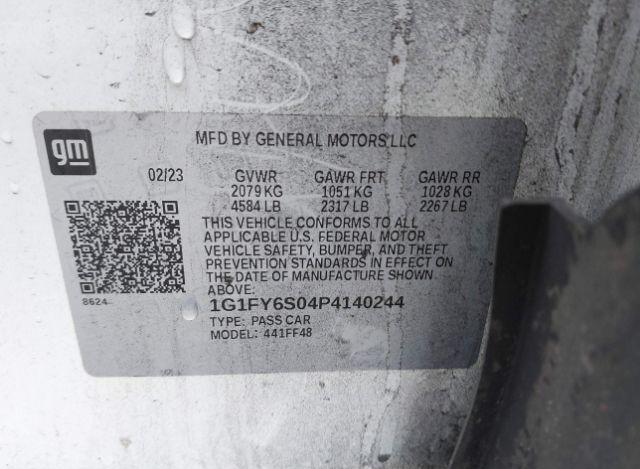 gm
MFD BY GENERAL MOTORS LLC
02/23 GVWR GAWR FRT GAWR RR
2079 KG 1051 KG 1028 KG
4584 LB 2317 LB 2267 LB
THIS VEHICLE CONFORMS TO ALL
APPLICABLE U.S. FEDERAL MOTOR
VEHICLE SAFETY, BUMPER, AND THEFT
PREVENTION STANDARDS IN EFFECT ON
THE DATE OF MANUFACTURE SHOWN
ABOVE:
8624
1G1FY6S04P4140244
TYPE: PASS CAR
MODEL: 441FF48